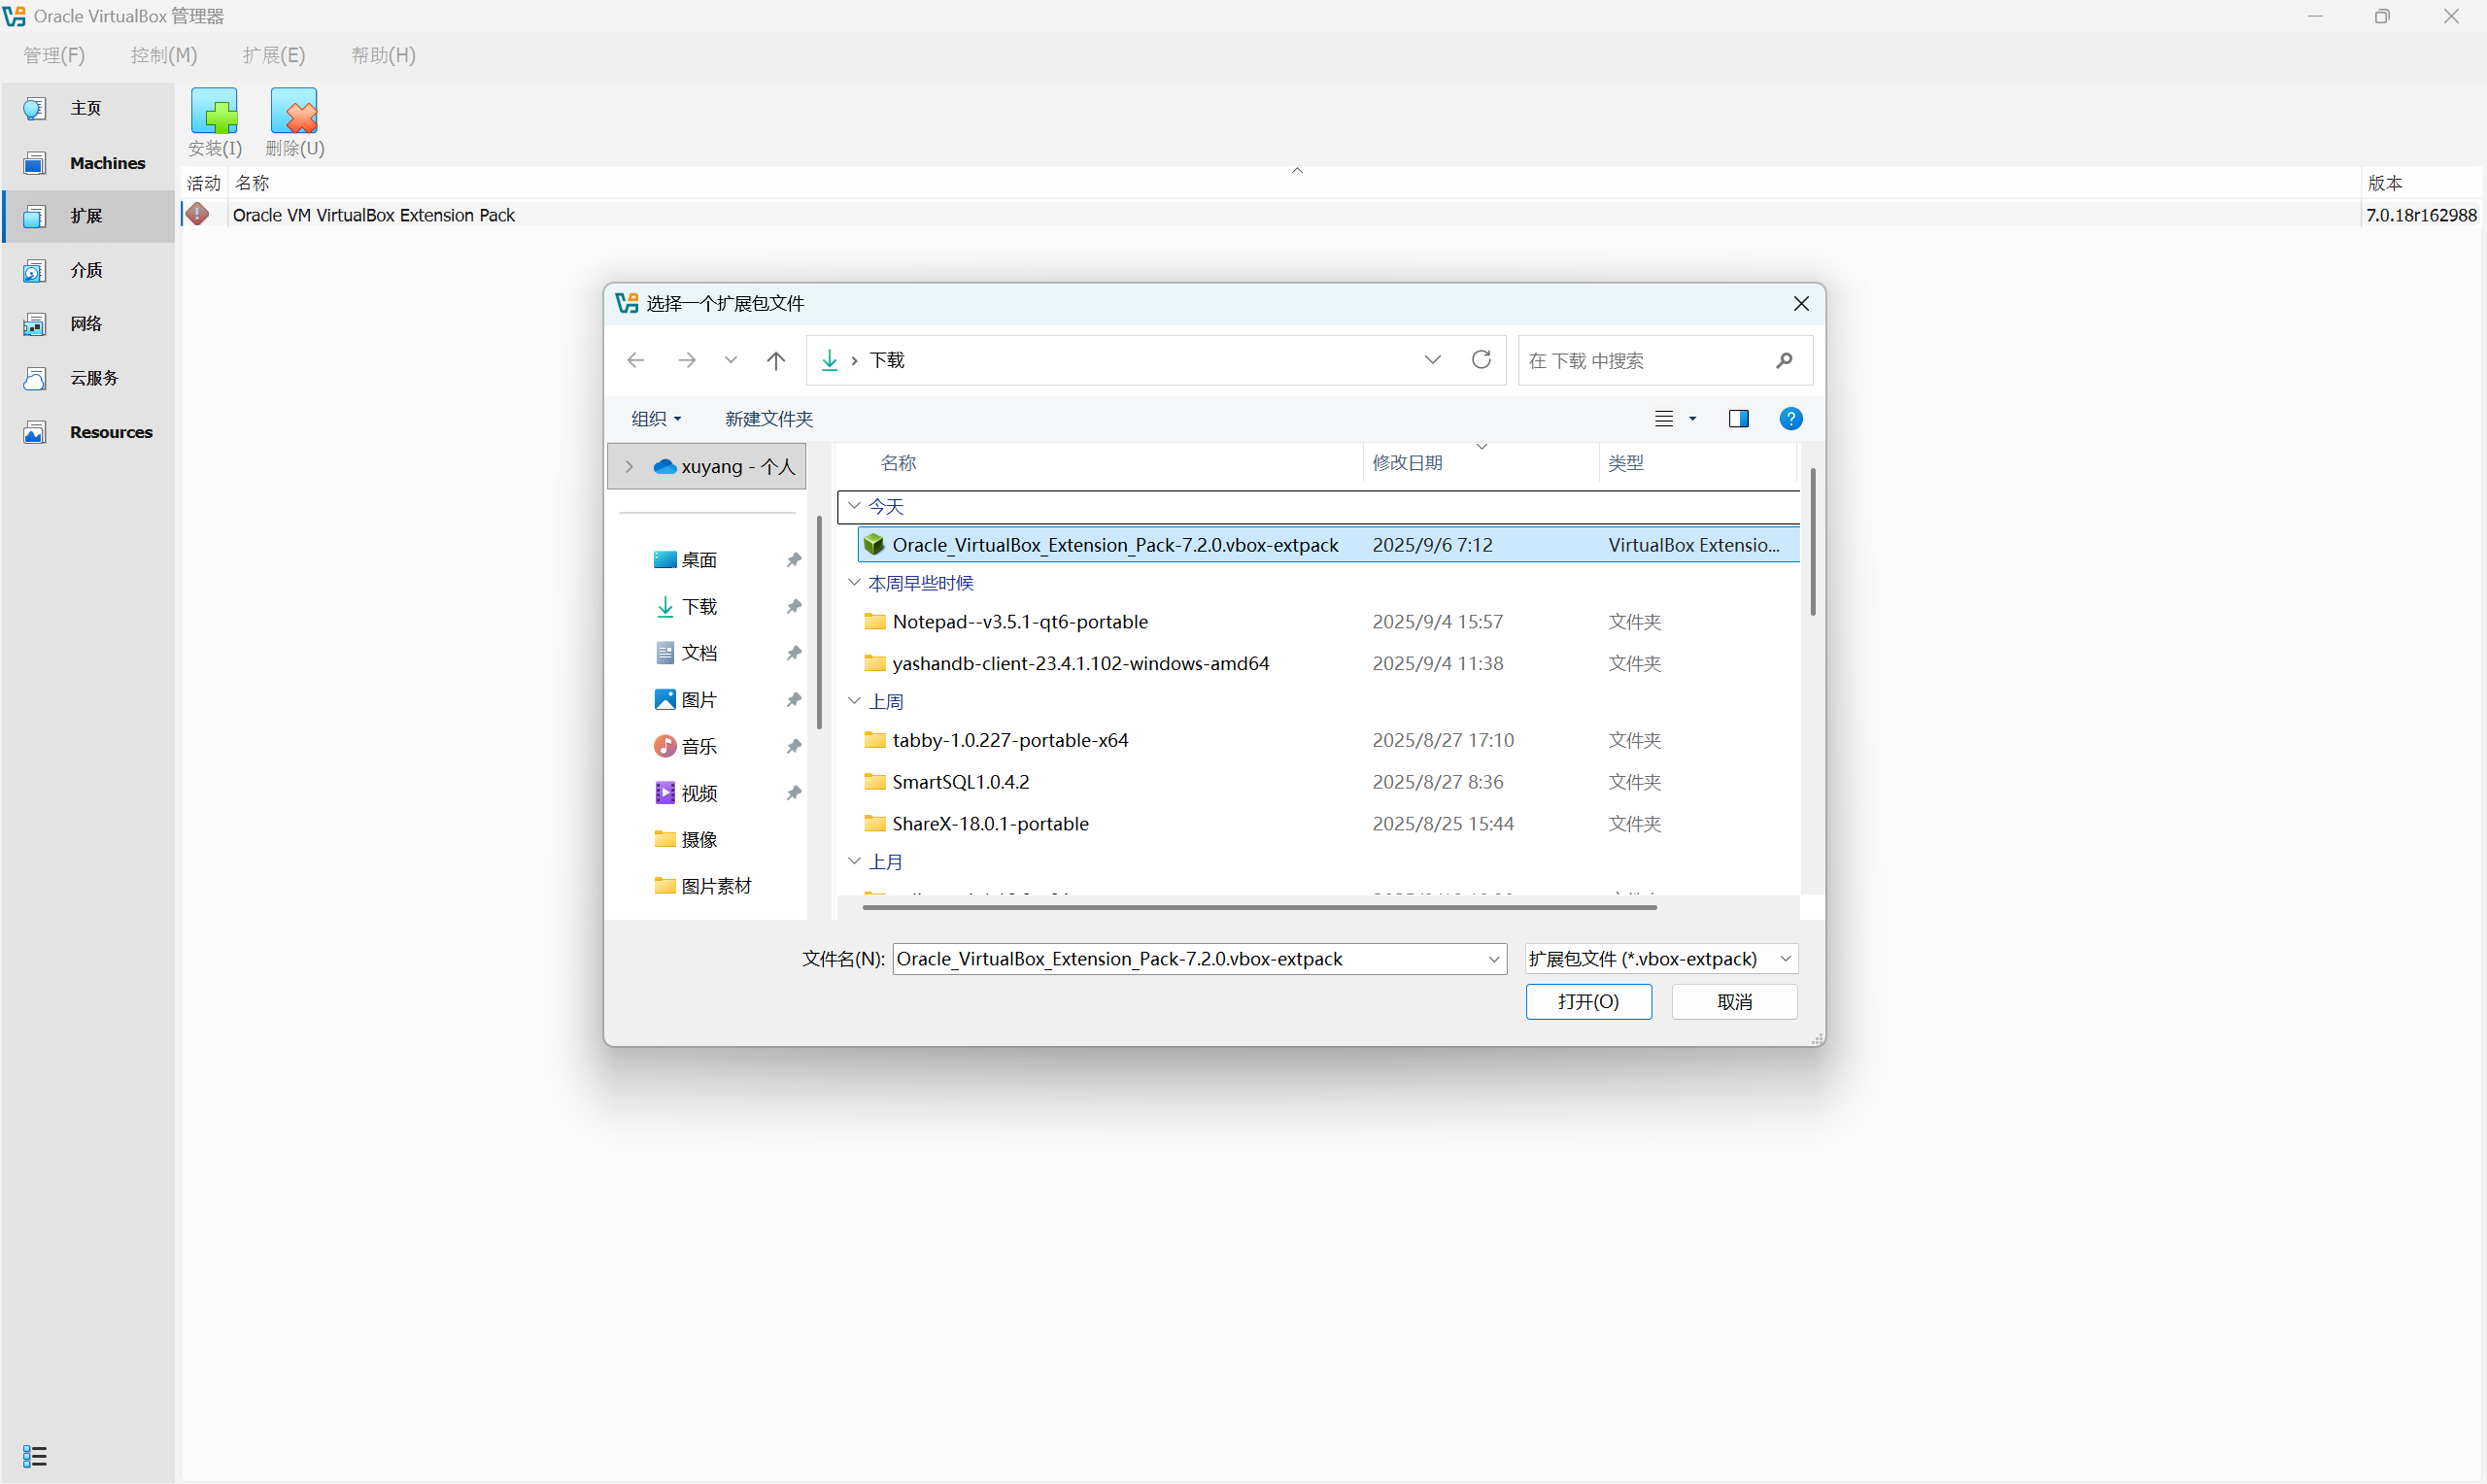 Oracle VirtualBox 管理器
管理(F) 控制(M) 扩展(E) 帮助(H)
主页
Machines
扩展
介质
网络
云服务
Resources
安装(I) 删除(U)
活动 名称 版本
Oracle VM VirtualBox Extension Pack 7.0.18r162988
选择一个扩展包文件
下载
在 下载 中搜索
组织 新建文件夹
xuyang - 个人
桌面
下载
文档
图片
音乐
视频
摄像
图片素材
名称 修改日期 类型
今天
Oracle_VirtualBox_Extension_Pack-7.2.0.vbox-extpack 2025/9/6 7:12 VirtualBox Extensio...
本周早些时候
Notepad--v3.5.1-qt6-portable 2025/9/4 15:57 文件夹
yashandb-client-23.4.1.102-windows-amd64 2025/9/4 11:38 文件夹
上周
tabby-1.0.227-portable-x64 2025/8/27 17:10 文件夹
SmartSQL1.0.4.2 2025/8/27 8:36 文件夹
ShareX-18.0.1-portable 2025/8/25 15:44 文件夹
上月
文件名(N): Oracle_VirtualBox_Extension_Pack-7.2.0.vbox-extpack 扩展包文件 (*.vbox-extpack)
打开(O) 取消